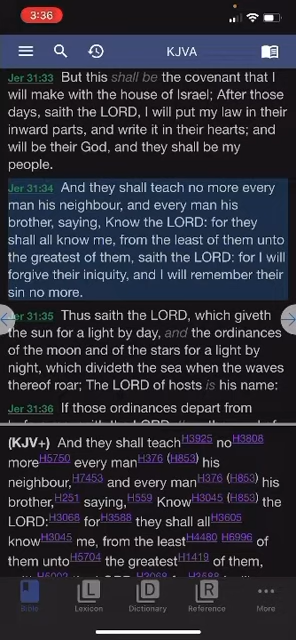 3:36
KJVA
Jer 31:33 But this shall be the covenant that I
will make with the house of Israel; After those
days, saith the LORD, I will put my law in their
inward parts, and write it in their hearts; and
will be their God, and they shall be my
people.
Jer 31:34 And they shall teach no more every
man his neighbour, and every man his
brother, saying, Know the LORD: for they
shall all know me, from the least of them unto
the greatest of them, saith the LORD: for I will
forgive their iniquity, and I will remember their
sin no more.
Jer 31:35 Thus saith the LORD, which giveth
the sun for a light by day, and the ordinances
of the moon and of the stars for a light by
night, which divideth the sea when the waves
thereof roar; The LORD of hosts is his name:
Jer 31:36 If those ordinances depart from
(KJV+) And they shall teach H3925 no H3808
more H5750 every man H376 (H853) his
neighbour, H7453 and every man H376 (H853) his
brother, H251 saying, H559 Know H3045 (H853) the
LORD: H3068 for H3588 they shall all H3605
know H3045 me, from the least H4480 H6996 of
them unto H5704 the greatest H1419 of them,
Bible Lexicon Dictionary Reference More